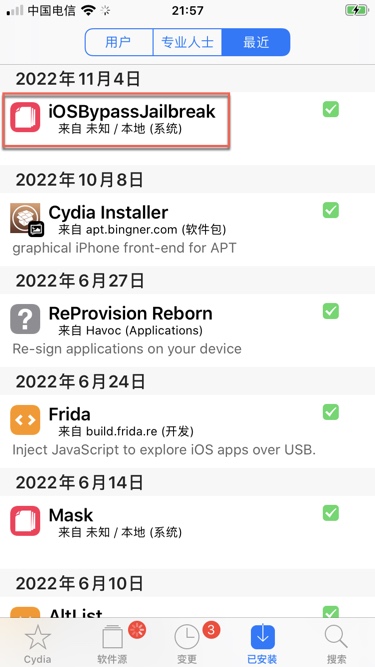 中国电信
21:57
用户
专业人士
最近
2022年11月4日
iOSBypassJailbreak
来自 未知 / 本地 (系统)
2022年10月8日
Cydia Installer
来自 apt.bingner.com (软件包)
graphical iPhone front-end for APT
2022年6月27日
ReProvision Reborn
来自 Havoc (Applications)
Re-sign applications on your device
2022年6月24日
Frida
来自 build.frida.re (开发)
Inject JavaScript to explore iOS apps over USB.
2022年6月14日
Mask
来自 未知 / 本地 (系统)
2022年6月10日
AltList
3
Cydia
软件源
变更
已安装
搜索